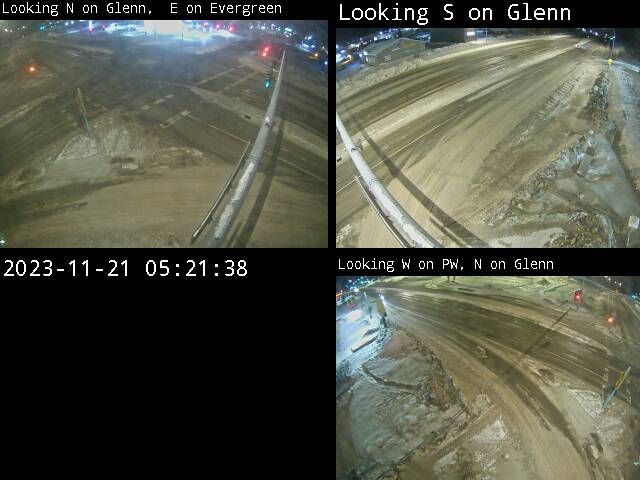 Looking N on Glenn,  E on Evergreen
Looking S on Glenn
2023-11-21 05:21:38
Looking W on PW, N on Glenn